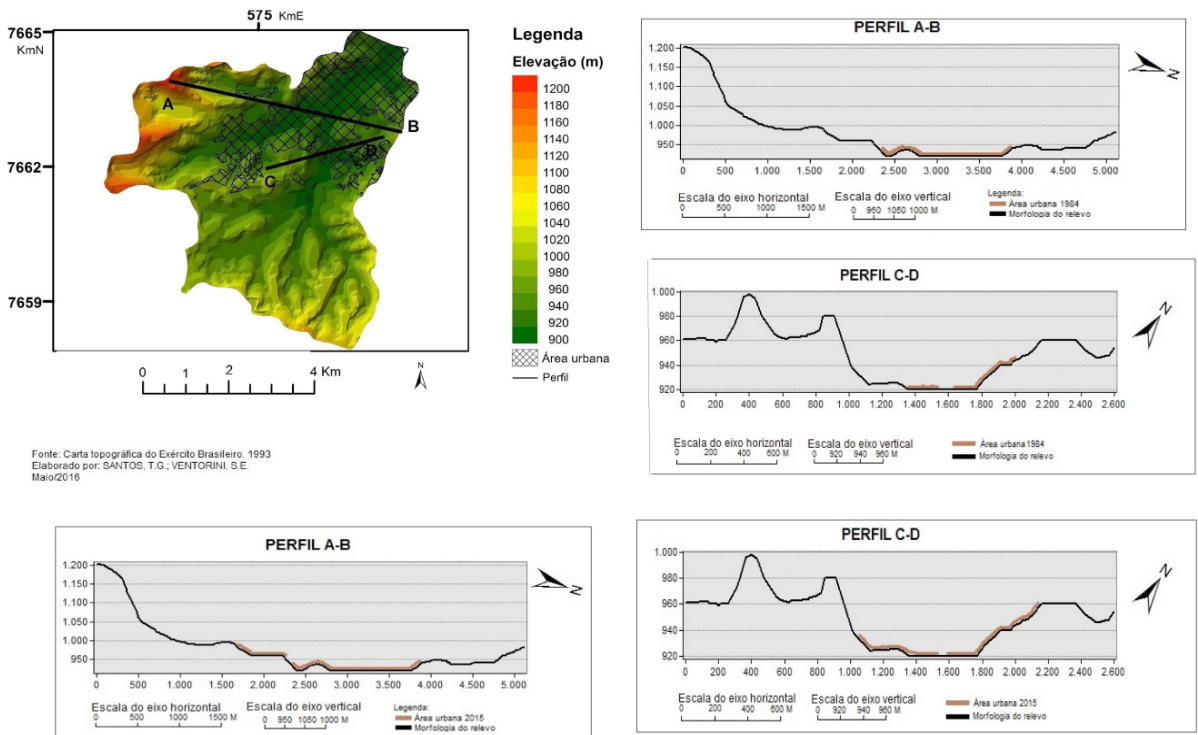 575 KmE
7665
KmN
7662
7659
A
B
C
D
Legenda
Elevação (m)
1200
1180
1160
1140
1120
1100
1080
1060
1040
1020
1000
980
960
940
920
900
Área urbana
Perfil
0 1 2 4 Km
N
Fonte: Carta topográfica do Exército Brasileiro. 1993
Elaborado por: SANTOS, T.G.; VENTORINI, S.E.
Maio/2016
PERFIL A-B
1.200
1.150
1.100
1.050
1.000
950
0 500 1.000 1.500 2.000 2.500 3.000 3.500 4.000 4.500 5.000
N
Escala do eixo horizontal
0 500 1000 1500 M
Escala do eixo vertical
0 950 1050 1000 M
Legenda:
Área urbana 1984
Morfologia do relevo
PERFIL C-D
1.000
980
960
940
920
0 200 400 600 800 1.000 1.200 1.400 1.600 1.800 2.000 2.200 2.400 2.600
N
Escala do eixo horizontal
0 200 400 600 M
Escala do eixo vertical
0 920 940 960 M
Área urbana 1984
Morfologia do relevo
PERFIL A-B
1.200
1.150
1.100
1.050
1.000
950
0 500 1.000 1.500 2.000 2.500 3.000 3.500 4.000 4.500 5.000
N
Escala do eixo horizontal
0 500 1000 1500 M
Escala do eixo vertical
0 950 1050 1000 M
Legenda:
Área urbana 2015
Morfologia do relevo
PERFIL C-D
1.000
980
960
940
920
0 200 400 600 800 1.000 1.200 1.400 1.600 1.800 2.000 2.200 2.400 2.600
N
Escala do eixo horizontal
0 200 400 600 M
Escala do eixo vertical
0 920 940 960 M
Área urbana 2015
Morfologia do relevo